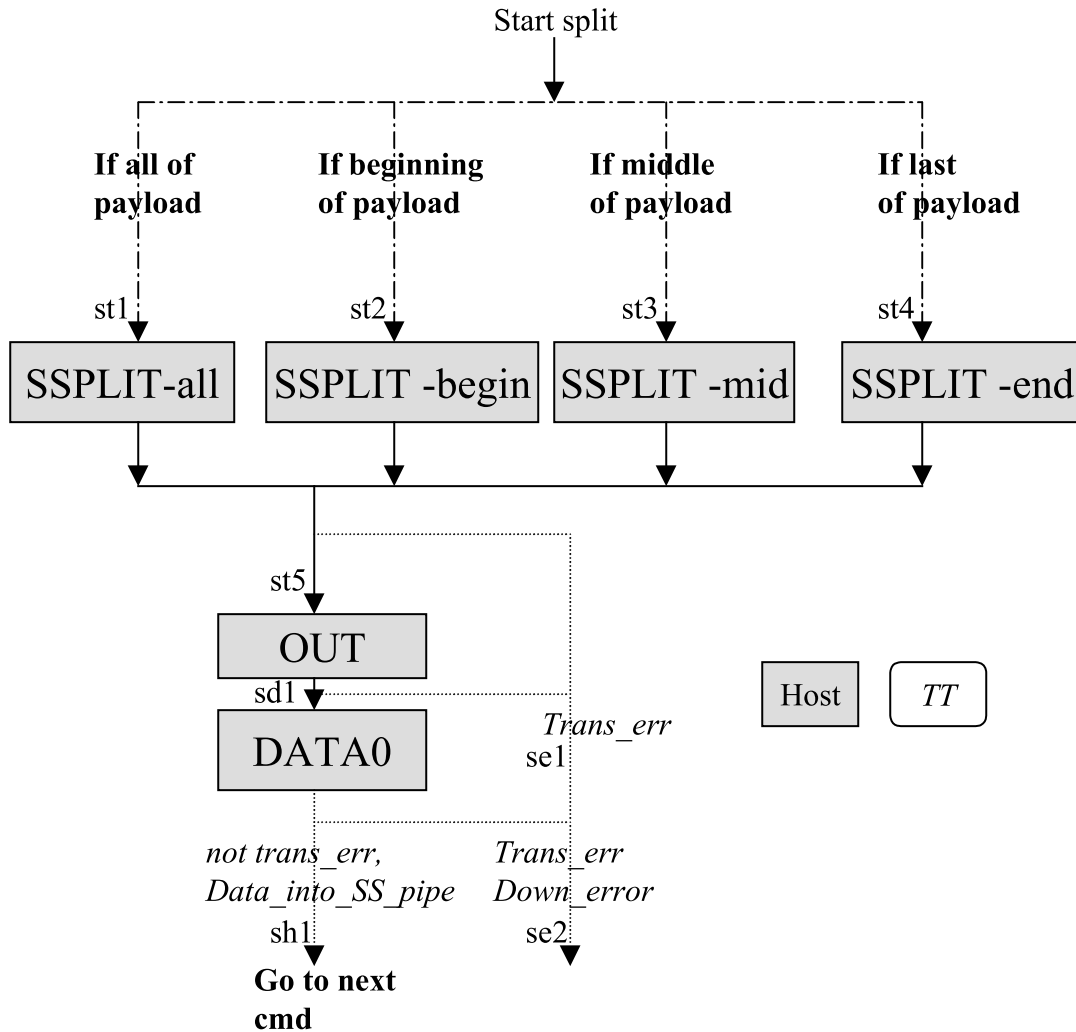 Start split
If all of
payload
If beginning
of payload
If middle
of payload
If last
of payload
st1
st2
st3
st4
SSPLIT-all
SSPLIT -begin
SSPLIT -mid
SSPLIT -end
st5
OUT
sd1
DATA0
Trans_err
se1
Host
TT
not trans_err,
Data_into_SS_pipe
sh1
Trans_err
Down_error
se2
Go to next
cmd